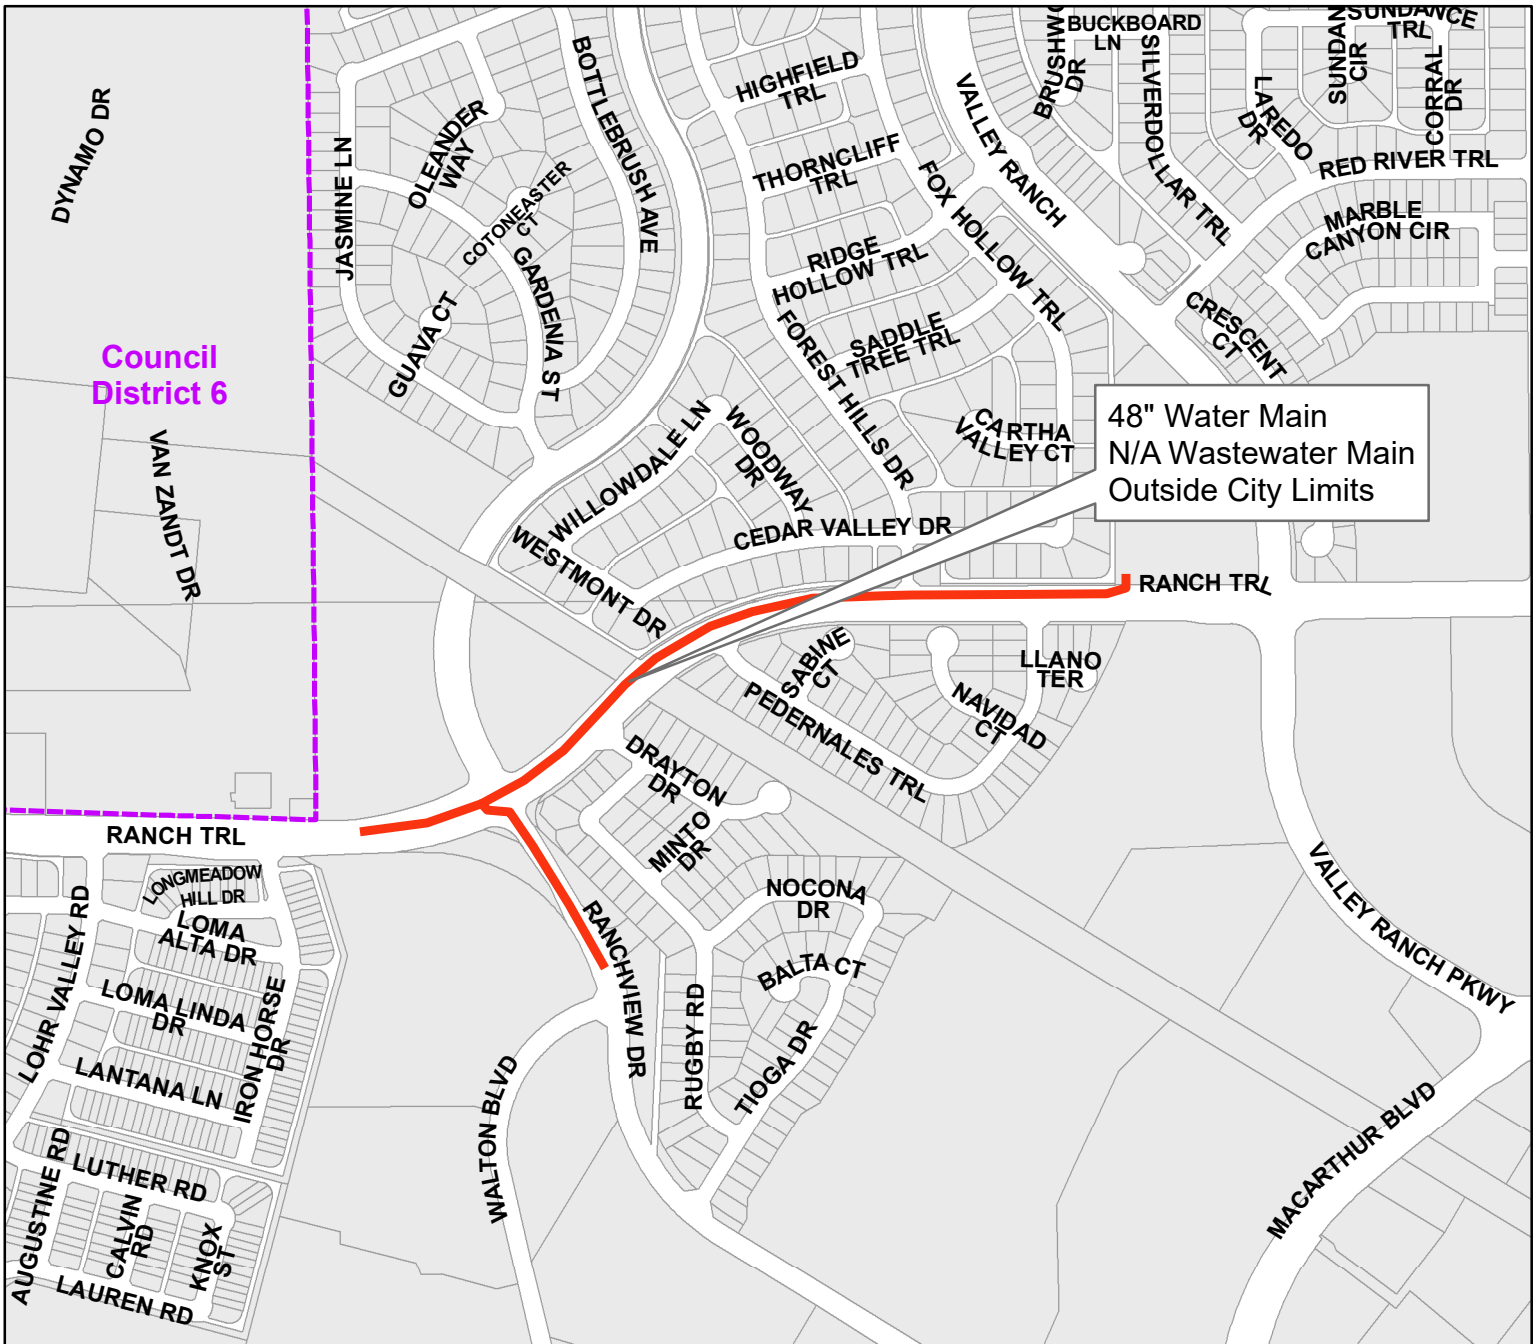 DYNAMO DR
JASMINE LN
OLEANDER
WAY
COTONEASTER
CT
GARDENIA ST
GUAVA CT
BOTTLEBRUSH AVE
HIGHFIELD
TRL
THORNCLIFF
TRL
RIDGE
HOLLOW TRL
SADDLE
TREE TRL
FOREST HILLS DR
FOX HOLLOW TRL
VALLEY RANCH
BRUSHW
DR
BUCKBOARD
LN
SILVERDOLLAR TRL
LAREDO
DR
SUNDAN
CIR
SUNDANCE
TRL
CORRAL
DR
RED RIVER TRL
MARBLE
CANYON CIR
CRESCENT
CT
CARTHA
VALLEY CT
Council
District 6
VAN ZANDT DR
48" Water Main
N/A Wastewater Main
Outside City Limits
WILLOWDALE LN
WOODWAY
DR
WESTMONT DR
CEDAR VALLEY DR
RANCH TRL
SABINE
CT
PEDERNALES TRL
NAVIDAD
CT
LLANO
TER
DRAYTON
DR
MINTO
DR
RANCH TRL
LONGMEADOW
HILL DR
LOMA
ALTA DR
LOHR VALLEY RD
LOMA LINDA
DR
IRON HORSE
DR
LANTANA LN
LUTHER RD
AUGUSTINE RD
CALVIN
RD
KNOX
ST
LAUREN RD
RANCHVIEW DR
RUGBY RD
NOCONA
DR
BALTA CT
TIOGA DR
WALTON BLVD
VALLEY RANCH PKWY
MACARTHUR BLVD